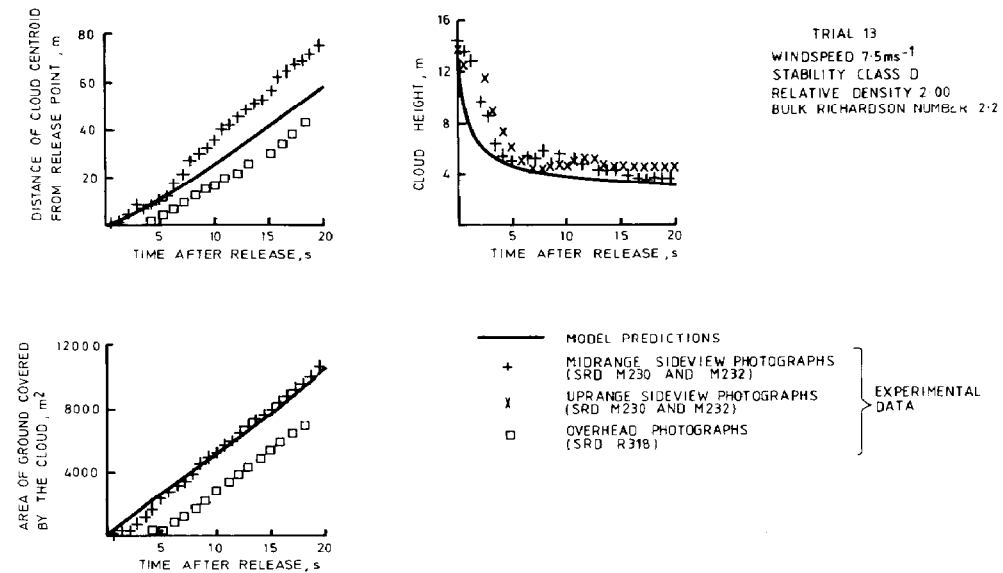 DISTANCE OF CLOUD CENTROID
FROM RELEASE POINT , m
80
60
40
20
5
10
15
20
TIME AFTER RELEASE,s
CLOUD HEIGHT, m
16
12
8
4
5
10
15
20
TIME AFTER RELEASE,s
TRIAL 13
WINDSPEED 7·5ms-1
STABILITY CLASS D
RELATIVE DENSITY 2·00
BULK RICHARDSON NUMBER 2·2
AREA OF GROUND COVERED
BY THE CLOUD, m2
12000
8000
4000
5
10
15
20
TIME AFTER RELEASE,s
MODEL PREDICTIONS
+ MIDRANGE SIDEVIEW PHOTOGRAPHS
(SRD M230 AND M232)
x UPRANGE SIDEVIEW PHOTOGRAPHS
(SRD M230 AND M232)
□ OVERHEAD PHOTOGRAPHS
(SRD R318)
EXPERIMENTAL
DATA